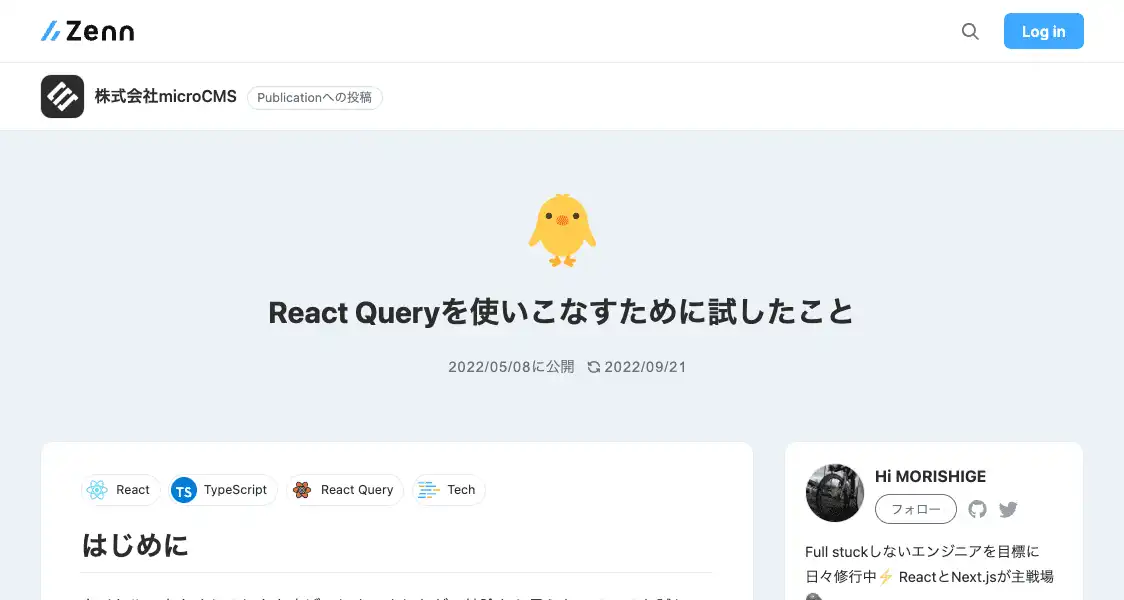 Zenn
Log in
株式会社microCMS
Publicationへの投稿
React Queryを使いこなすために試したこと
2022/05/08に公開 2022/09/21
React
TS TypeScript
React Query
Tech
はじめに
Hi MORISHIGE
フォロー
Full stuckしないエンジニアを目標に
日々修行中⚡ ReactとNext.jsが主戦場